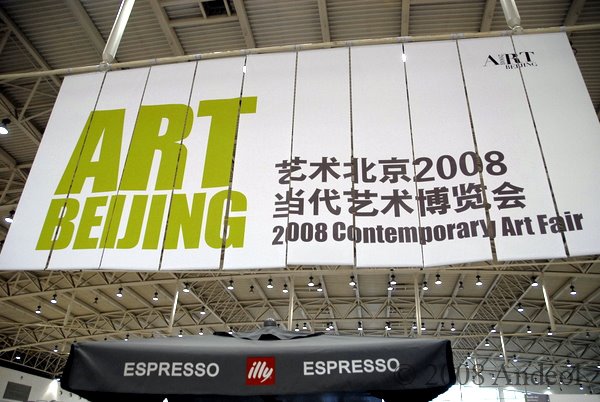 ART
BEIJING
ART
BEIJING
艺术北京2008
当代艺术博览会
2008 Contemporary Art Fair
ESPRESSO illy ESPRESSO
© 2008 Andeol